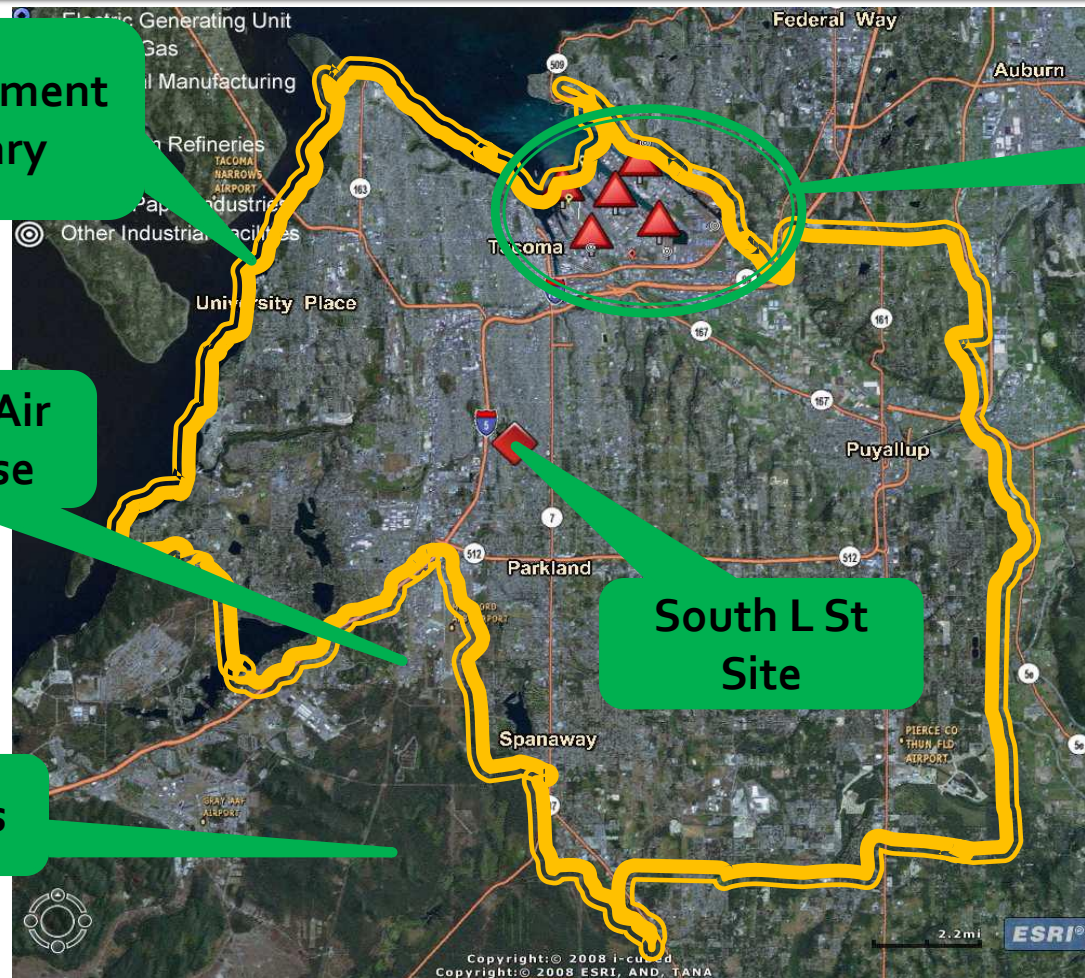 Electric Generating Unit
Gas
Manufacturing
Refineries
Industries
Other Industrial Facilities
ment
ary
Air
se
s
South L St
Site
Federal Way
Auburn
509
TACOMA
NARROWS
AIRPORT
163
Tacoma
University Place
167
161
167
5
Puyallup
7
512
Parkland
512
Spanaway
PIERCE CO
THUN FLD
AIRPORT
GRAY AAF
AIRPORT
2.2mi
ESRI®
Copyright:© 2008 i-cubed
Copyright:© 2008 ESRI, AND, TANA